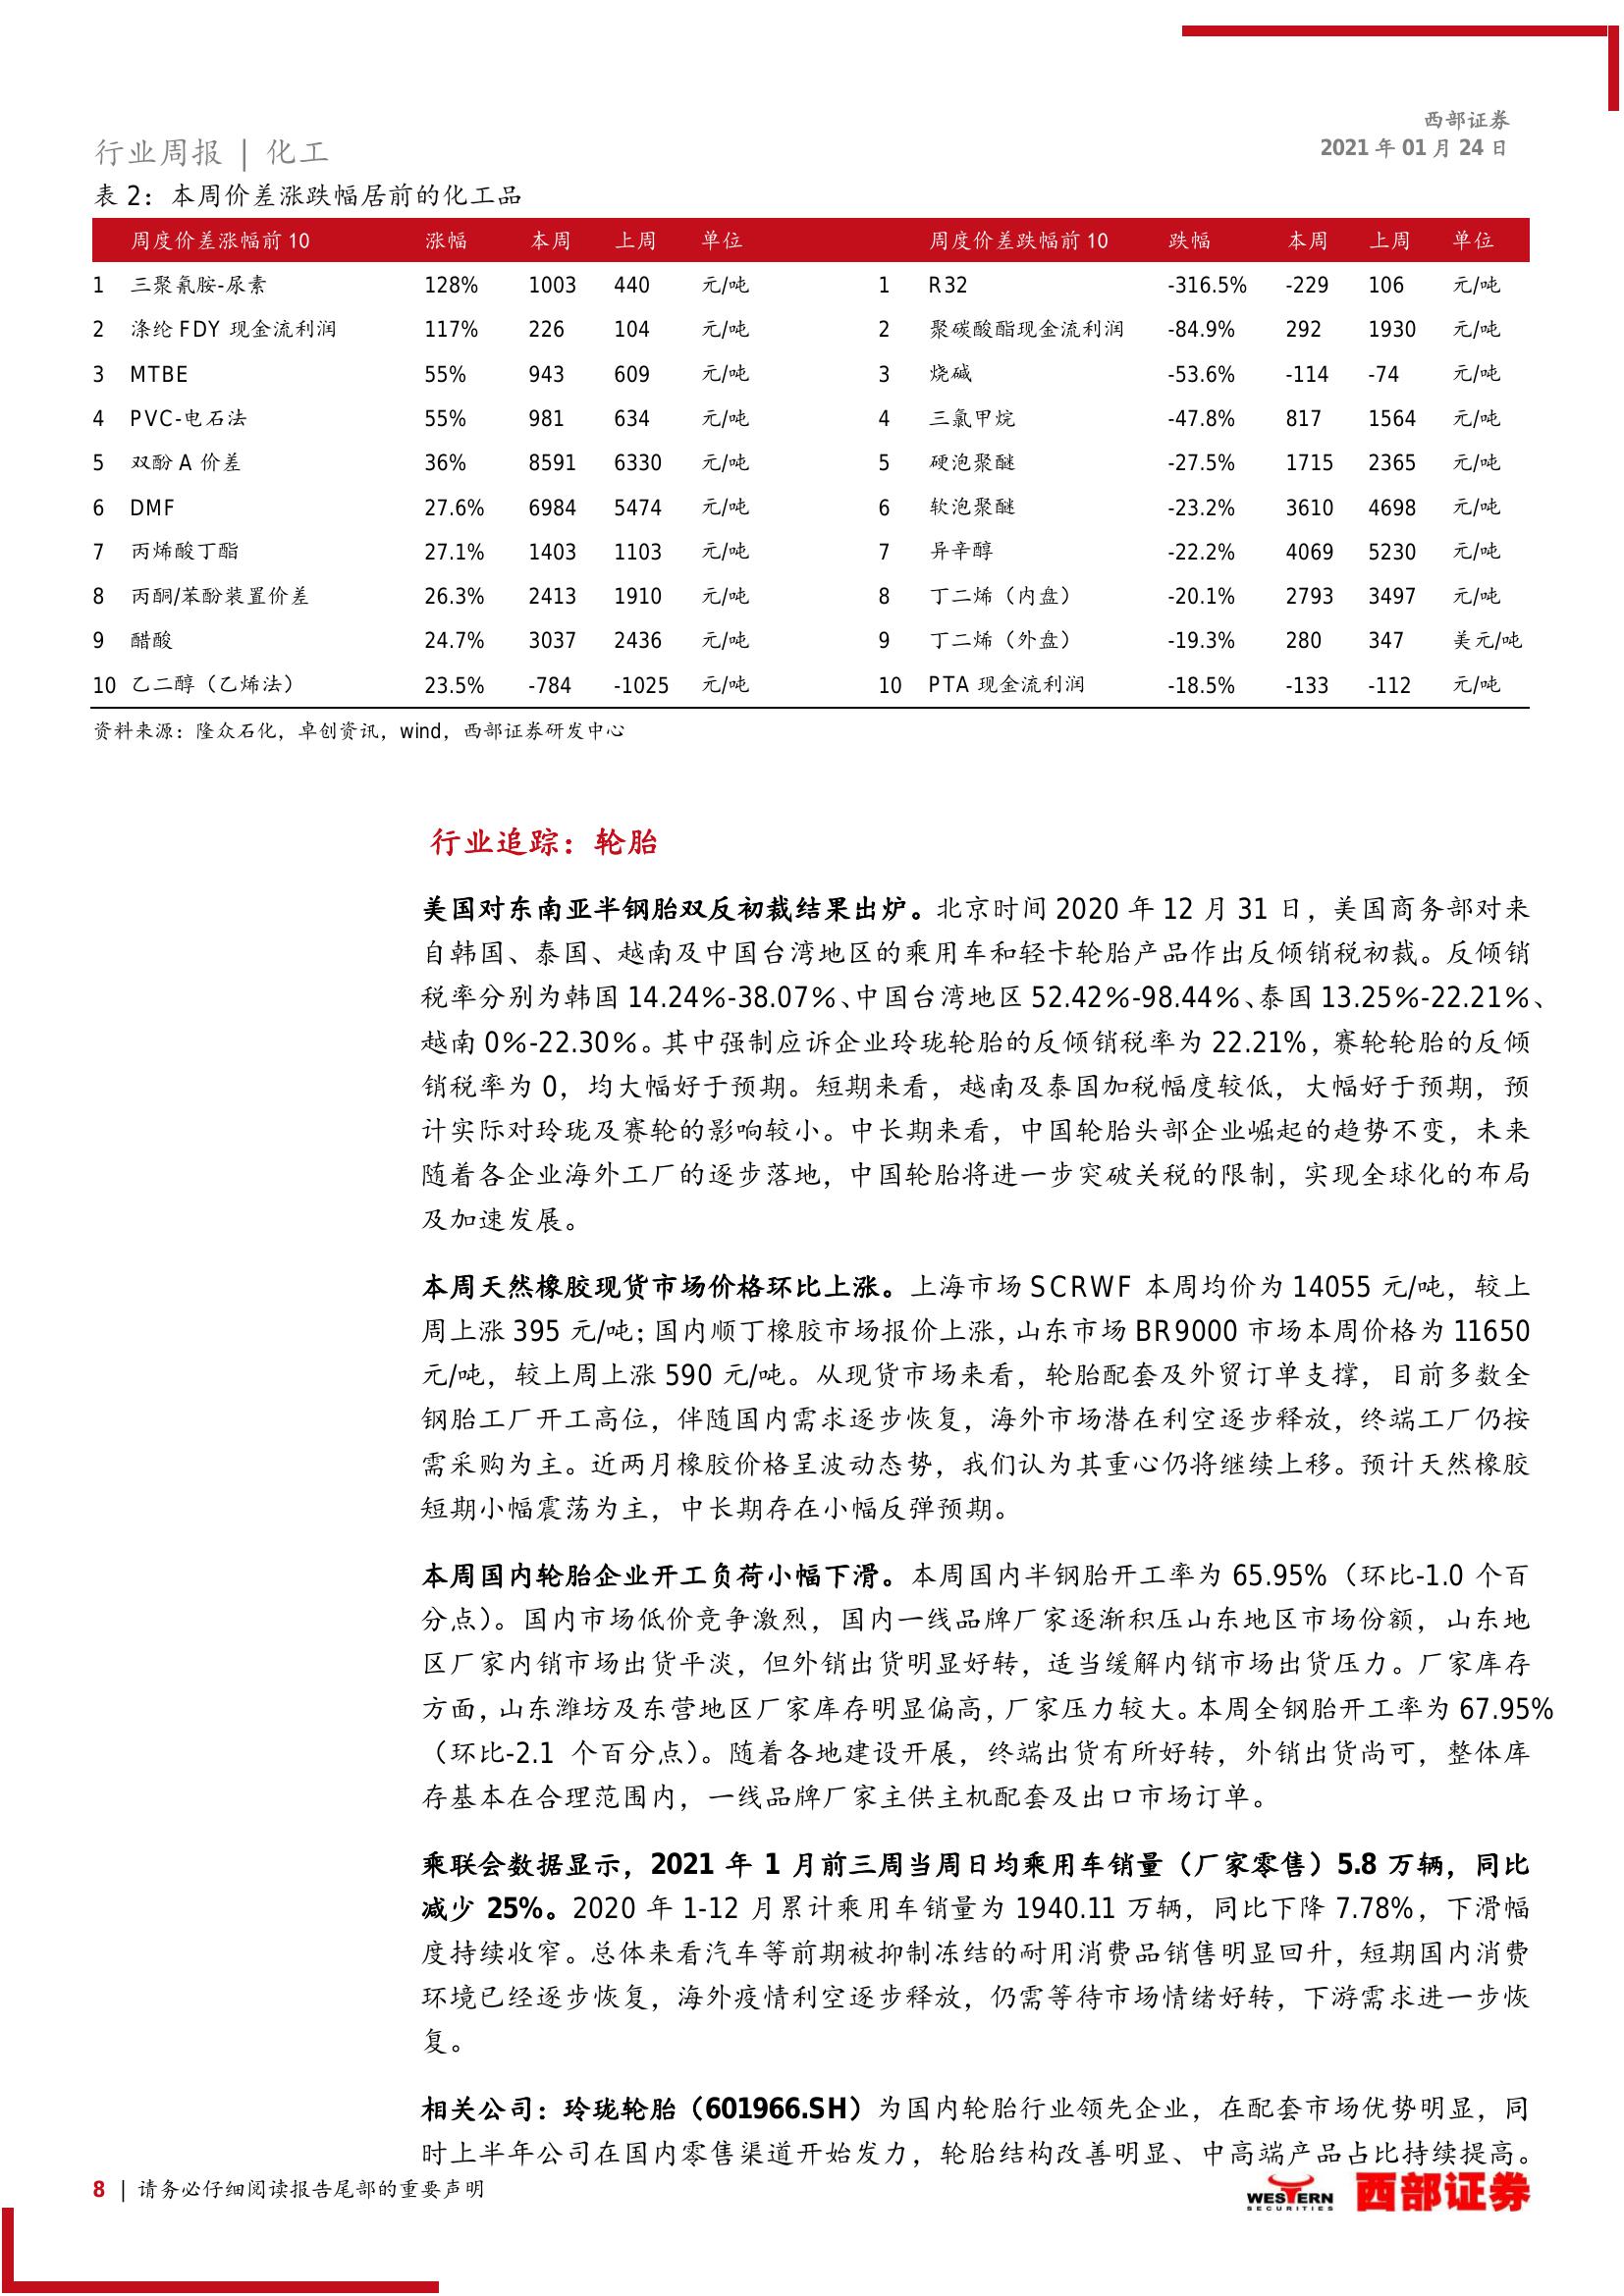 西部证券
行业周报 | 化工
2021 年 01 月 24 日
表 2：本周价差涨跌幅居前的化工品
周度价差涨幅前 10 涨幅 本周 上周 单位 周度价差跌幅前 10 跌幅 本周 上周 单位
1 三聚氰胺-尿素 128% 1003 440 元/吨 1 R32 -316.5% -229 106 元/吨
2 涤纶 FDY 现金流利润 117% 226 104 元/吨 2 聚碳酸酯现金流利润 -84.9% 292 1930 元/吨
3 MTBE 55% 943 609 元/吨 3 烧碱 -53.6% -114 -74 元/吨
4 PVC-电石法 55% 981 634 元/吨 4 三氯甲烷 -47.8% 817 1564 元/吨
5 双酚 A 价差 36% 8591 6330 元/吨 5 硬泡聚醚 -27.5% 1715 2365 元/吨
6 DMF 27.6% 6984 5474 元/吨 6 软泡聚醚 -23.2% 3610 4698 元/吨
7 丙烯酸丁酯 27.1% 1403 1103 元/吨 7 异辛醇 -22.2% 4069 5230 元/吨
8 丙酮/苯酚装置价差 26.3% 2413 1910 元/吨 8 丁二烯（内盘） -20.1% 2793 3497 元/吨
9 醋酸 24.7% 3037 2436 元/吨 9 丁二烯（外盘） -19.3% 280 347 美元/吨
10 乙二醇（乙烯法） 23.5% -784 -1025 元/吨 10 PTA 现金流利润 -18.5% -133 -112 元/吨
资料来源：隆众石化，卓创资讯，wind，西部证券研发中心
行业追踪：轮胎
美国对东南亚半钢胎双反初裁结果出炉。北京时间 2020 年 12 月 31 日，美国商务部对来
自韩国、泰国、越南及中国台湾地区的乘用车和轻卡轮胎产品作出反倾销税初裁。反倾销
税率分别为韩国 14.24%-38.07%、中国台湾地区 52.42%-98.44%、泰国 13.25%-22.21%、
越南 0%-22.30%。其中强制应诉企业玲珑轮胎的反倾销税率为 22.21%，赛轮轮胎的反倾
销税率为 0，均大幅好于预期。短期来看，越南及泰国加税幅度较低，大幅好于预期，预
计实际对玲珑及赛轮的影响较小。中长期来看，中国轮胎头部企业崛起的趋势不变，未来
随着各企业海外工厂的逐步落地，中国轮胎将进一步突破关税的限制，实现全球化的布局
及加速发展。
本周天然橡胶现货市场价格环比上涨。上海市场 SCRWF 本周均价为 14055 元/吨，较上
周上涨 395 元/吨；国内顺丁橡胶市场报价上涨，山东市场 BR9000 市场本周价格为 11650
元/吨，较上周上涨 590 元/吨。从现货市场来看，轮胎配套及外贸订单支撑，目前多数全
钢胎工厂开工高位，伴随国内需求逐步恢复，海外市场潜在利空逐步释放，终端工厂仍按
需采购为主。近两月橡胶价格呈波动态势，我们认为其重心仍将继续上移。预计天然橡胶
短期小幅震荡为主，中长期存在小幅反弹预期。
本周国内轮胎企业开工负荷小幅下滑。本周国内半钢胎开工率为 65.95%（环比-1.0 个百
分点）。国内市场低价竞争激烈，国内一线品牌厂家逐渐积压山东地区市场份额，山东地
区厂家内销市场出货平淡，但外销出货明显好转，适当缓解内销市场出货压力。厂家库存
方面，山东潍坊及东营地区厂家库存明显偏高，厂家压力较大。本周全钢胎开工率为 67.95%
（环比-2.1 个百分点）。随着各地建设开展，终端出货有所好转，外销出货尚可，整体库
存基本在合理范围内，一线品牌厂家主供主机配套及出口市场订单。
乘联会数据显示，2021 年 1 月前三周当周日均乘用车销量（厂家零售）5.8 万辆，同比
减少 25%。2020 年 1-12 月累计乘用车销量为 1940.11 万辆，同比下降 7.78%，下滑幅
度持续收窄。总体来看汽车等前期被抑制冻结的耐用消费品销售明显回升，短期国内消费
环境已经逐步恢复，海外疫情利空逐步释放，仍需等待市场情绪好转，下游需求进一步恢
复。
相关公司：玲珑轮胎（601966.SH）为国内轮胎行业领先企业，在配套市场优势明显，同
时上半年公司在国内零售渠道开始发力，轮胎结构改善明显、中高端产品占比持续提高。
8 | 请务必仔细阅读报告尾部的重要声明
WESTERN
SECURITIES
西部证券